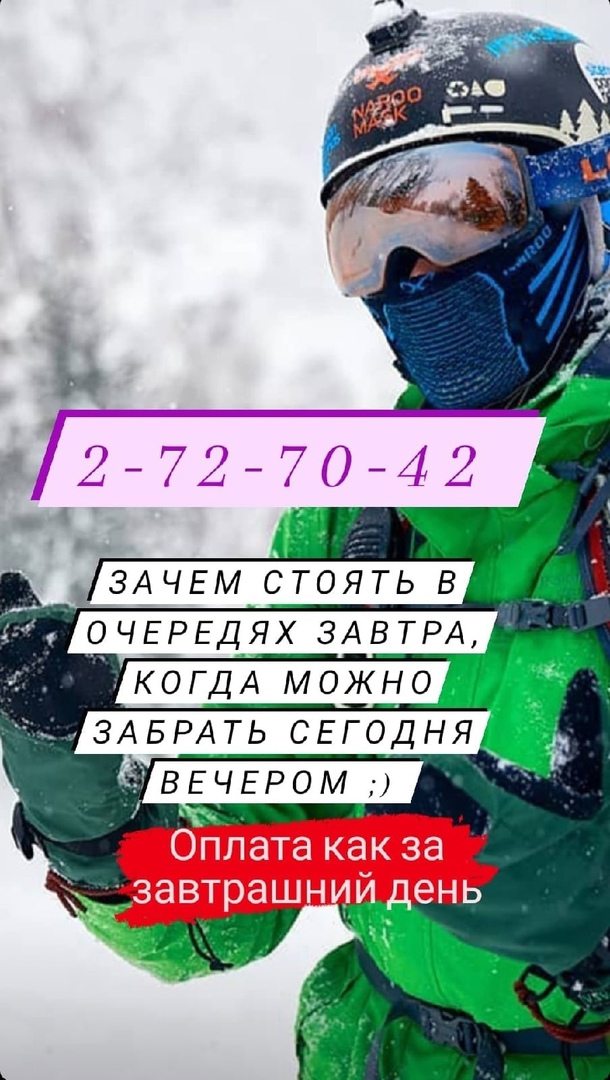 NAROO
MASK
NAROO
2-72-70-42
ЗАЧЕМ СТОЯТЬ В
ОЧЕРЕДЯХ ЗАВТРА,
КОГДА МОЖНО
ЗАБРАТЬ СЕГОДНЯ
ВЕЧЕРОМ ;)
Оплата как за
завтрашний день